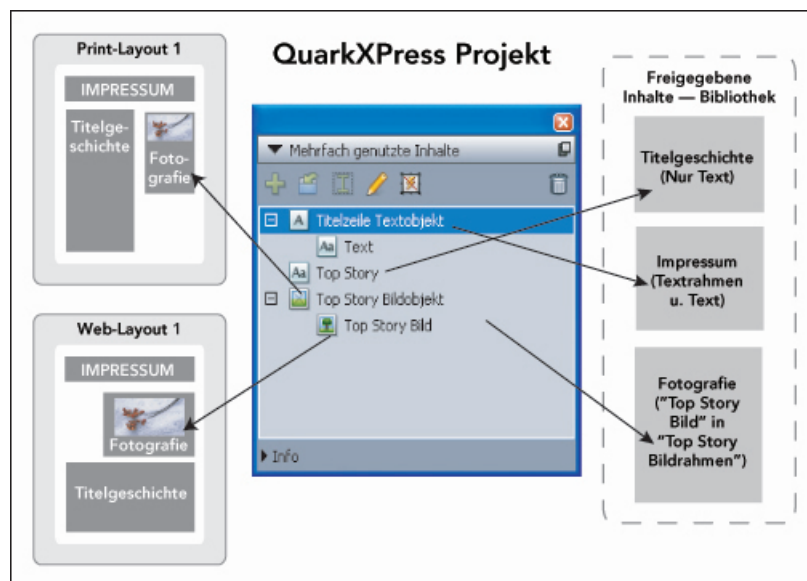 QuarkXPress Projekt
Print-Layout 1
IMPRESSUM
Titelge-
schichte
Foto-
grafie
Web-Layout 1
IMPRESSUM
Fotografie
Titelgeschichte
Mehrfach genutzte Inhalte
A Titelzeile Textobjekt
Aa Text
Aa Top Story
Top Story Bildobjekt
Top Story Bild
Info
Freigegebene
Inhalte — Bibliothek
Titelgeschichte
(Nur Text)
Impressum
(Textrahmen
u. Text)
Fotografie
("Top Story
Bild" in
"Top Story
Bildrahmen")